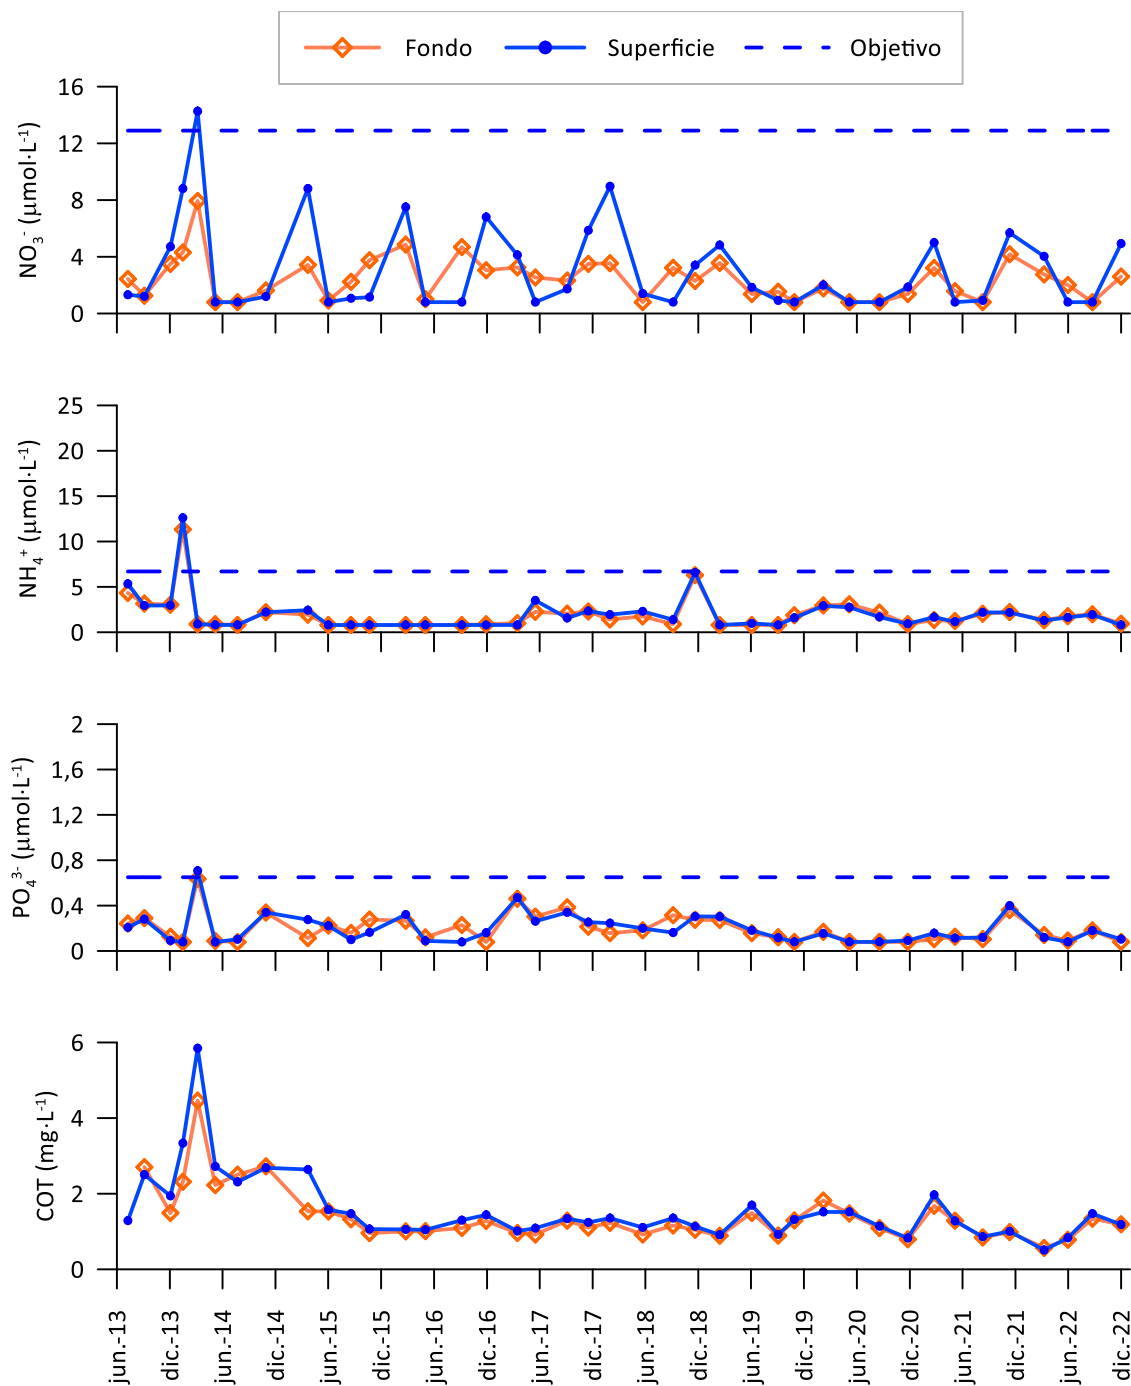 Fondo Superficie Objetivo
NO₃⁻ (µmol·L⁻¹)
16
12
8
4
0
NH₄⁺ (µmol·L⁻¹)
25
20
15
10
5
0
PO₄³⁻ (µmol·L⁻¹)
2
1,6
1,2
0,8
0,4
0
COT (mg·L⁻¹)
6
4
2
0
jun.-13
dic.-13
jun.-14
dic.-14
jun.-15
dic.-15
jun.-16
dic.-16
jun.-17
dic.-17
jun.-18
dic.-18
jun.-19
dic.-19
jun.-20
dic.-20
jun.-21
dic.-21
jun.-22
dic.-22